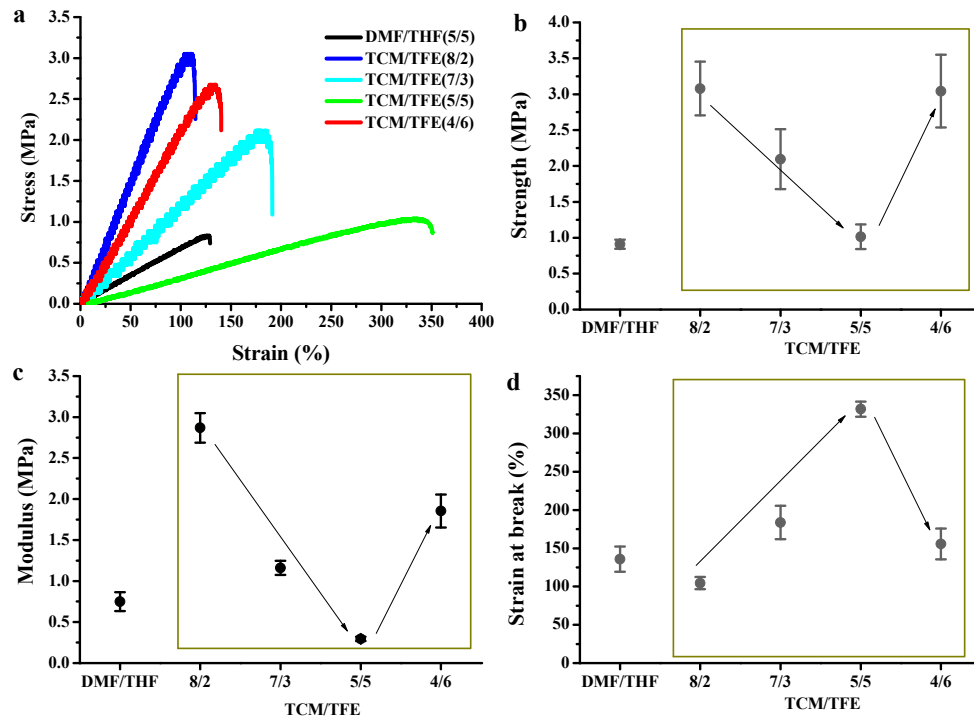 a
3.5
3.0
2.5
2.0
1.5
1.0
0.5
0.0
Stress (MPa)
0
50
100
150
200
250
300
350
400
Strain (%)
DMF/THF(5/5)
TCM/TFE(8/2)
TCM/TFE(7/3)
TCM/TFE(5/5)
TCM/TFE(4/6)
b
4.0
3.5
3.0
2.5
2.0
1.5
1.0
0.5
0.0
Strength (MPa)
DMF/THF
8/2
7/3
5/5
4/6
TCM/TFE
c
3.5
3.0
2.5
2.0
1.5
1.0
0.5
0.0
Modulus (MPa)
DMF/THF
8/2
7/3
5/5
4/6
TCM/TFE
d
350
300
250
200
150
100
50
0
Strain at break (%)
DMF/THF
8/2
7/3
5/5
4/6
TCM/TFE